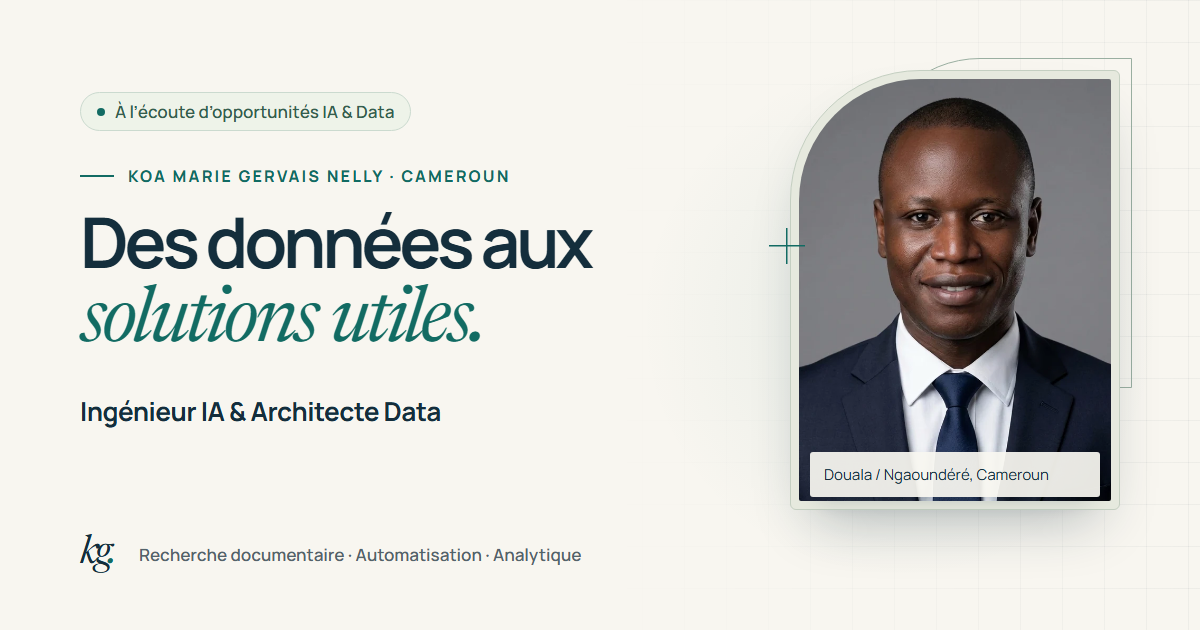 À l'écoute d'opportunités IA & Data
KOA MARIE GERVAIS NELLY · CAMEROUN
Des données aux
solutions utiles.
Ingénieur IA & Architecte Data
Douala / Ngaoundéré, Cameroun
kg.
Recherche documentaire · Automatisation · Analytique